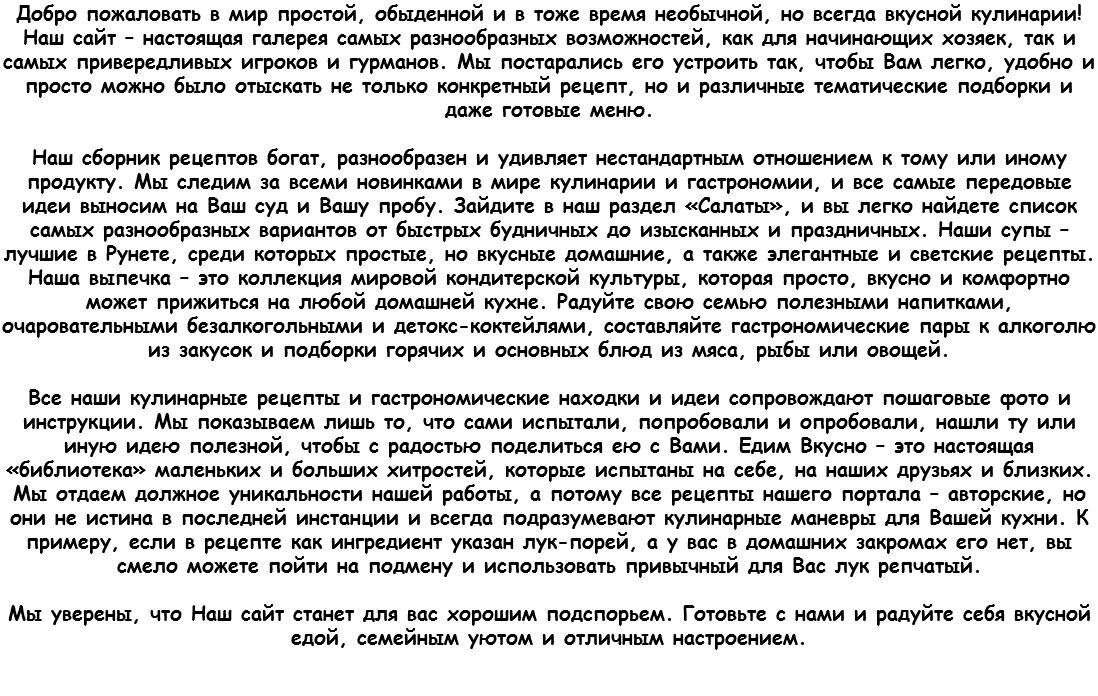 Добро пожаловать в мир простой, обыденной и в тоже время необычной, но всегда вкусной кулинарии!
Наш сайт – настоящая галерея самых разнообразных возможностей, как для начинающих хозяек, так и
самых привередливых игроков и гурманов. Мы постарались его устроить так, чтобы Вам легко, удобно и
просто можно было отыскать не только конкретный рецепт, но и различные тематические подборки и
даже готовые меню.
Наш сборник рецептов богат, разнообразен и удивляет нестандартным отношением к тому или иному
продукту. Мы следим за всеми новинками в мире кулинарии и гастрономии, и все самые передовые
идеи выносим на Ваш суд и Вашу пробу. Зайдите в наш раздел «Салаты», и вы легко найдете список
самых разнообразных вариантов от быстрых будничных до изысканных и праздничных. Наши супы –
лучшие в Рунете, среди которых простые, но вкусные домашние, а также элегантные и светские рецепты.
Наша выпечка – это коллекция мировой кондитерской культуры, которая просто, вкусно и комфортно
может прижиться на любой домашней кухне. Радуйте свою семью полезными напитками,
очаровательными безалкогольными и детокс-коктейлями, составляйте гастрономические пары к алкоголю
из закусок и подборки горячих и основных блюд из мяса, рыбы или овощей.
Все наши кулинарные рецепты и гастрономические находки и идеи сопровождают пошаговые фото и
инструкции. Мы показываем лишь то, что сами испытали, попробовали и опробовали, нашли ту или
иную идею полезной, чтобы с радостью поделиться ею с Вами. Едим Вкусно – это настоящая
«библиотека» маленьких и больших хитростей, которые испытаны на себе, на наших друзьях и близких.
Мы отдаем должное уникальности нашей работы, а потому все рецепты нашего портала – авторские, но
они не истина в последней инстанции и всегда подразумевают кулинарные маневры для Вашей кухни. К
примеру, если в рецепте как ингредиент указан лук-порей, а у вас в домашних закромах его нет, вы
смело можете пойти на подмену и использовать привычный для Вас лук репчатый.
Мы уверены, что Наш сайт станет для вас хорошим подспорьем. Готовьте с нами и радуйте себя вкусной
едой, семейным уютом и отличным настроением.